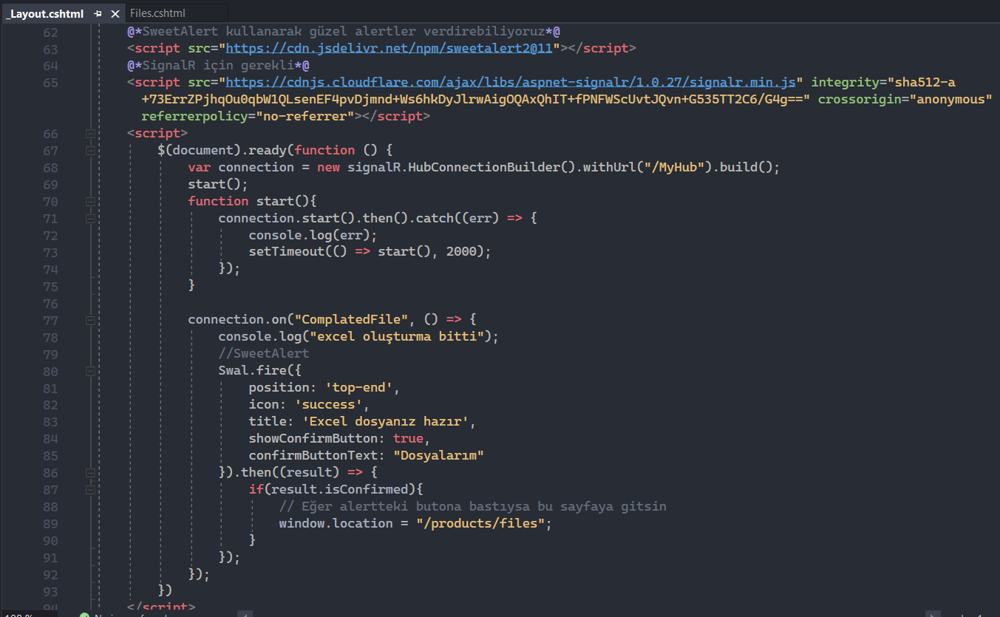 _Layout.cshtml Files.cshtml
62 @*SweetAlert kullanarak güzel alertler verdirebiliyoruz*@
63 <script src="https://cdn.jsdelivr.net/npm/sweetalert2@11"></script>
64 @*SignalR için gerekli*@
65 <script src="https://cdnjs.cloudflare.com/ajax/libs/aspnet-signalr/1.0.27/signalr.min.js" integrity="sha512-a
+73ErrZPjhqOu0qbW1QLsenEF4pvDjmnd+Ws6hkDyJlrwAigOQAxQhIT+fPNFWScUvtJQvn+G535TT2C6/G4g==" crossorigin="anonymous"
referrerpolicy="no-referrer"></script>
66 <script>
67 $(document).ready(function () {
68 var connection = new signalR.HubConnectionBuilder().withUrl("/MyHub").build();
69 start();
70 function start(){
71 connection.start().then().catch((err) => {
72 console.log(err);
73 setTimeout(() => start(), 2000);
74 });
75 }
76
77 connection.on("ComplatedFile", () => {
78 console.log("excel oluşturma bitti");
79 //SweetAlert
80 Swal.fire({
81 position: 'top-end',
82 icon: 'success',
83 title: 'Excel dosyanız hazır',
84 showConfirmButton: true,
85 confirmButtonText: "Dosyalarım"
86 }).then((result) => {
87 if(result.isConfirmed){
88 // Eğer alertteki butona bastıysa bu sayfaya gitsin
89 window.location = "/products/files";
90 }
91 });
92 });
93 })
94 </script>